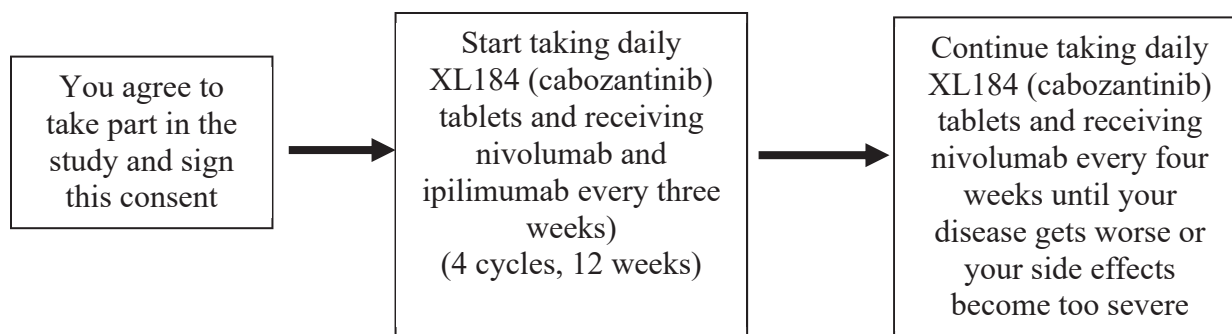 You agree to
take part in the
study and sign
this consent
Start taking daily
XL184 (cabozantinib)
tablets and receiving
nivolumab and
ipilimumab every three
weeks)
(4 cycles, 12 weeks)
Continue taking daily
XL184 (cabozantinib)
tablets and receiving
nivolumab every four
weeks until your
disease gets worse or
your side effects
become too severe